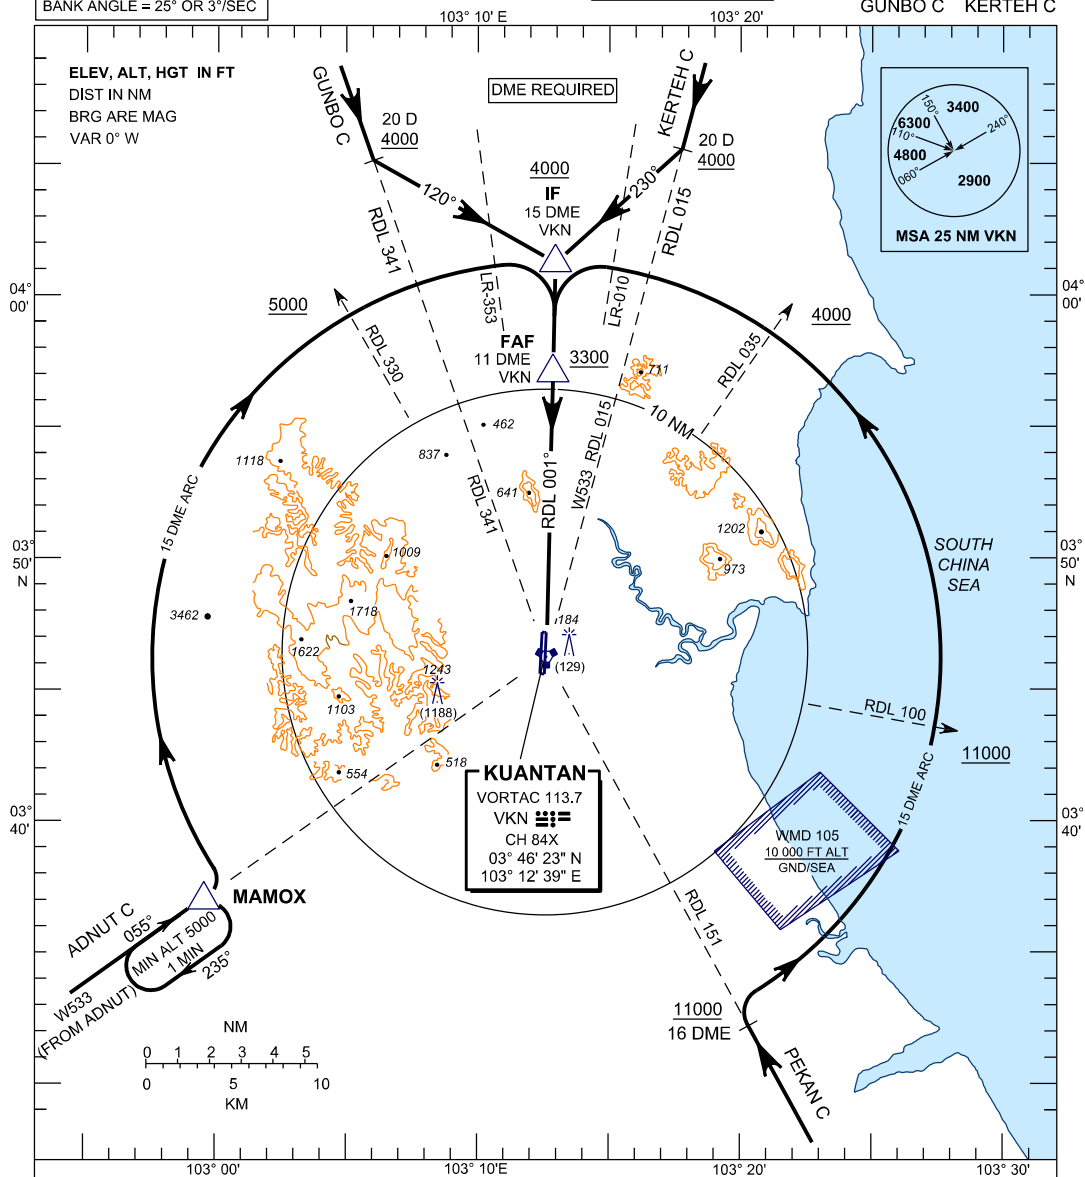 BANK ANGLE = 25° OR 3°/SEC
103° 10' E
103° 20'
GUNBO C KERTEH C
ELEV, ALT, HGT IN FT
DIST IN NM
BRG ARE MAG
VAR 0° W
DME REQUIRED
GUNBO C
KERTEH C
20 D
4000
20 D
4000
150°
3400
6300
110°
240°
4800
060°
2900
MSA 25 NM VKN
4000
IF
15 DME
VKN
120°
230°
RDL 341
RDL 015
LR-353
LR-010
04°
00'
04°
00'
5000
4000
RDL 330
RDL 035
FAF
11 DME
VKN
3300
711
10 NM
462
837
1118
641
RDL 341
RDL 001°
W533 RDL 015
15 DME ARC
1202
973
1009
03°
50'
N
03°
50'
N
SOUTH
CHINA
SEA
3462
1718
1622
184
(129)
1243
(1188)
1103
518
554
RDL 100
11000
15 DME ARC
KUANTAN
VORTAC 113.7
VKN
CH 84X
03° 46' 23" N
103° 12' 39" E
WMD 105
10 000 FT ALT
GND/SEA
03°
40'
03°
40'
MAMOX
ADNUT C
055°
MIN ALT 5000
1 MIN
235°
W533
(FROM ADNUT)
RDL 151
11000
16 DME
PEKAN C
NM
0 1 2 3 4 5
0 5 10
KM
103° 00'
103° 10'E
103° 20'
103° 30'